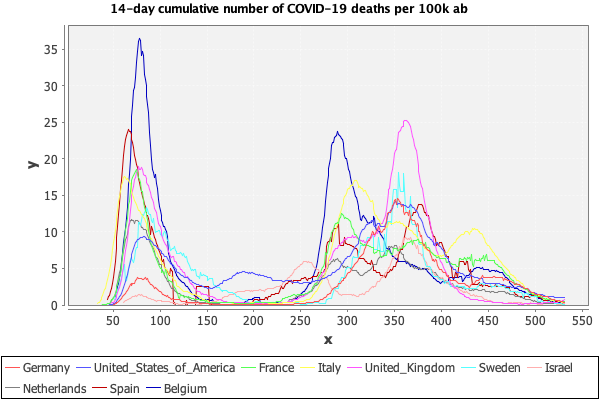 14-day cumulative number of COVID-19 deaths per 100k ab
35
30
25
20
15
10
5
0
y
50 100 150 200 250 300 350 400 450 500 550
x
Germany United_States_of_America France Italy United_Kingdom Sweden Israel
Netherlands Spain Belgium